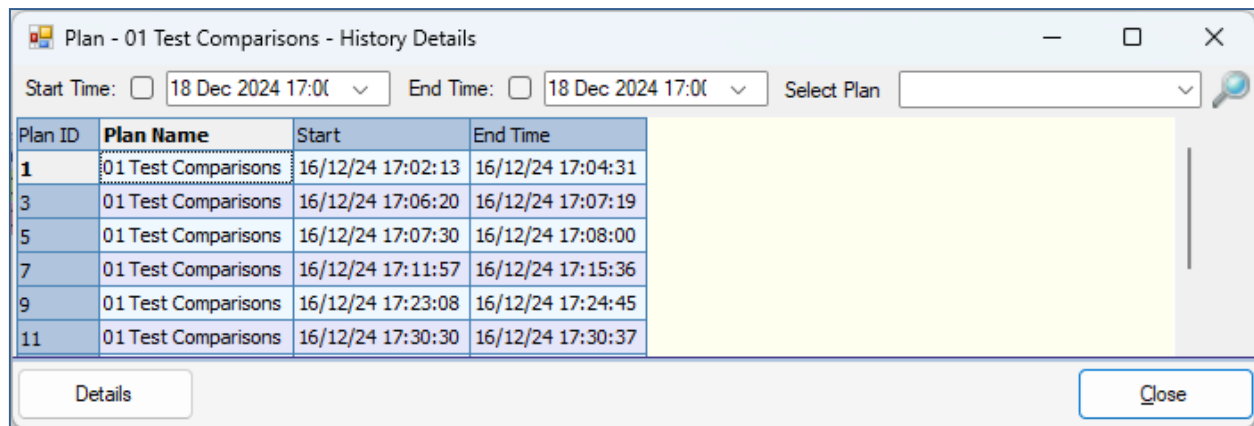 Plan - 01 Test Comparisons - History Details
Start Time: 18 Dec 2024 17:0( End Time: 18 Dec 2024 17:0( Select Plan
Plan ID Plan Name Start End Time
1 01 Test Comparisons 16/12/24 17:02:13 16/12/24 17:04:31
3 01 Test Comparisons 16/12/24 17:06:20 16/12/24 17:07:19
5 01 Test Comparisons 16/12/24 17:07:30 16/12/24 17:08:00
7 01 Test Comparisons 16/12/24 17:11:57 16/12/24 17:15:36
9 01 Test Comparisons 16/12/24 17:23:08 16/12/24 17:24:45
11 01 Test Comparisons 16/12/24 17:30:30 16/12/24 17:30:37
Details Close